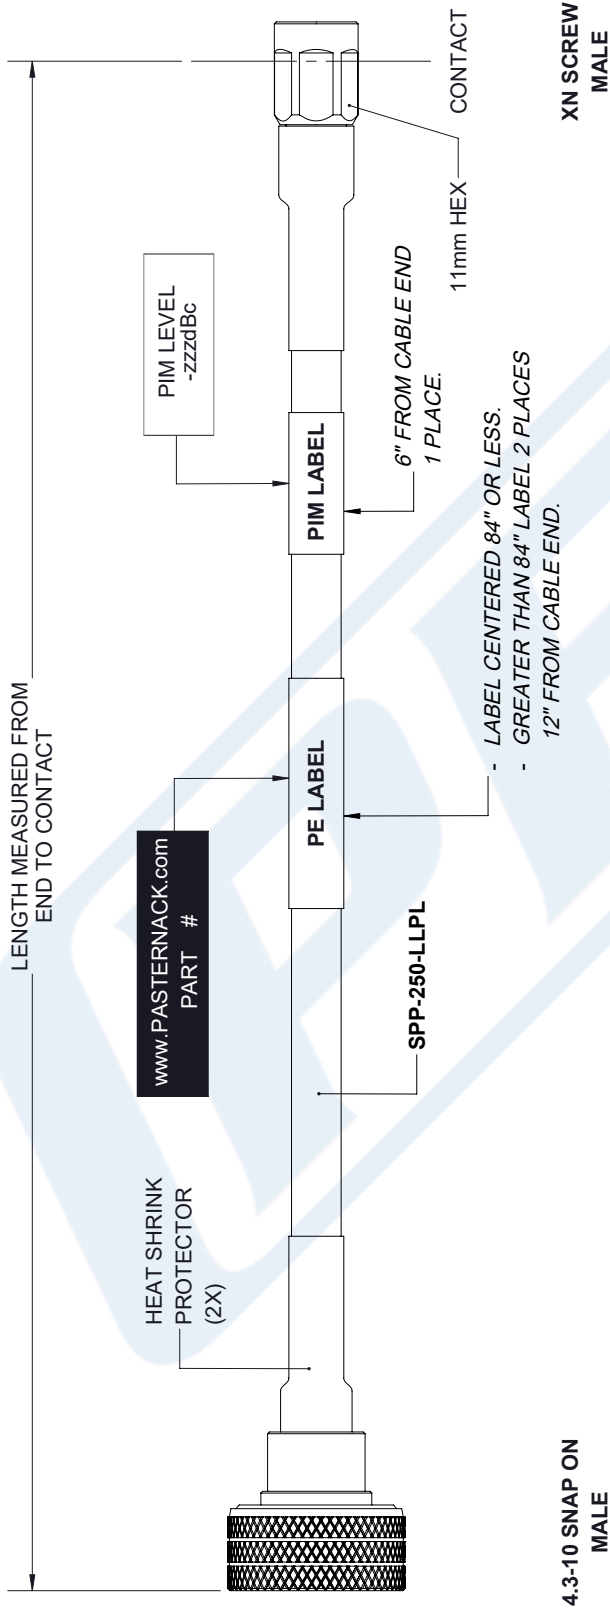 LENGTH MEASURED FROM
END TO CONTACT
HEAT SHRINK
PROTECTOR
(2X)
www.PASTERNACK.com
PART #
PIM LEVEL
-zzzdBc
PE LABEL
PIM LABEL
SPP-250-LLPL
6" FROM CABLE END
1 PLACE.
- LABEL CENTERED 84" OR LESS.
- GREATER THAN 84" LABEL 2 PLACES
12" FROM CABLE END.
11mm HEX
CONTACT
4.3-10 SNAP ON
MALE
XN SCREW
MALE